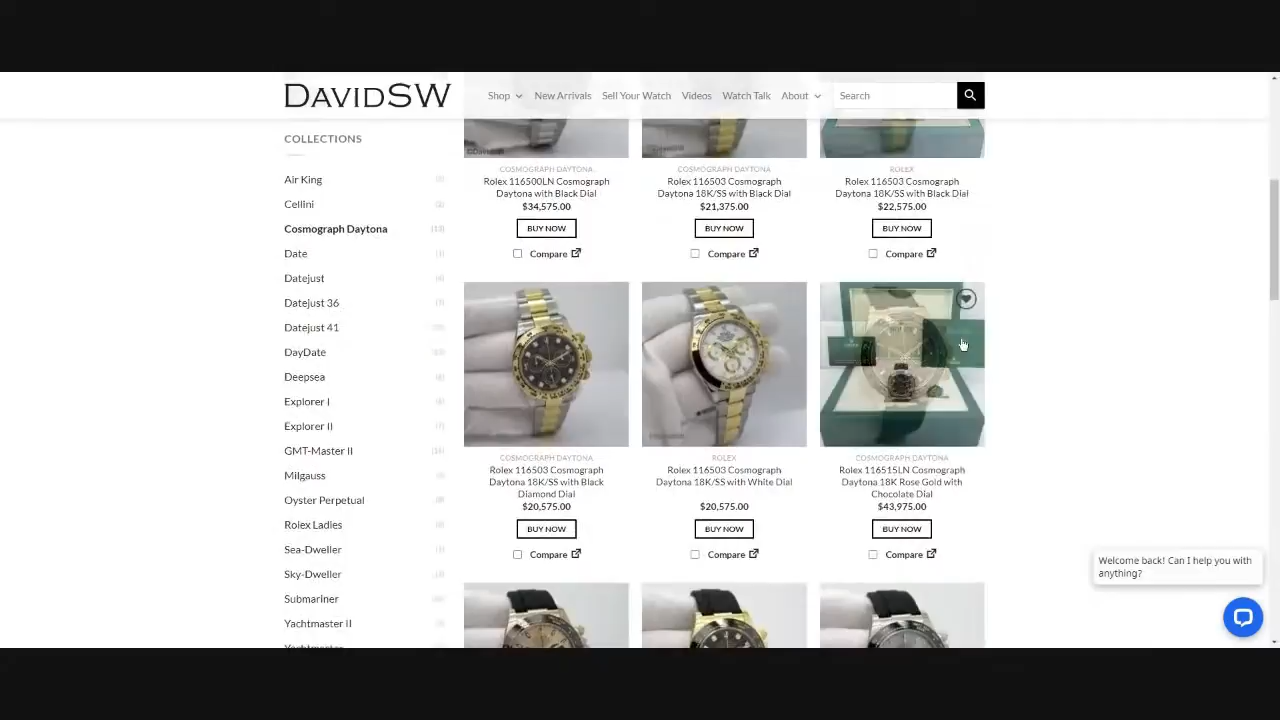 DAVIDSW
Shop
New Arrivals
Sell Your Watch
Videos
Watch Talk
About
Search
COLLECTIONS
Air King
Cellini
Cosmograph Daytona (13)
Date
Datejust
Datejust 36
Datejust 41
DayDate
Deepsea
Explorer I
Explorer II
GMT-Master II
Milgauss
Oyster Perpetual
Rolex Ladies
Sea-Dweller
Sky-Dweller
Submariner
Yachtmaster II
COSMOGRAPH DAYTONA
Rolex 116500LN Cosmograph
Daytona with Black Dial
$34,575.00
BUY NOW
Compare
COSMOGRAPH DAYTONA
Rolex 116503 Cosmograph
Daytona 18K/SS with Black Dial
$21,375.00
BUY NOW
Compare
ROLEX
Rolex 116503 Cosmograph
Daytona 18K/SS with Black Dial
$22,575.00
BUY NOW
Compare
COSMOGRAPH DAYTONA
Rolex 116503 Cosmograph
Daytona 18K/SS with Black
Diamond Dial
$20,575.00
BUY NOW
Compare
ROLEX
Rolex 116503 Cosmograph
Daytona 18K/SS with White Dial
$20,575.00
BUY NOW
Compare
COSMOGRAPH DAYTONA
Rolex 116515LN Cosmograph
Daytona 18K Rose Gold with
Chocolate Dial
$43,975.00
BUY NOW
Compare
Welcome back! Can I help you with
anything?